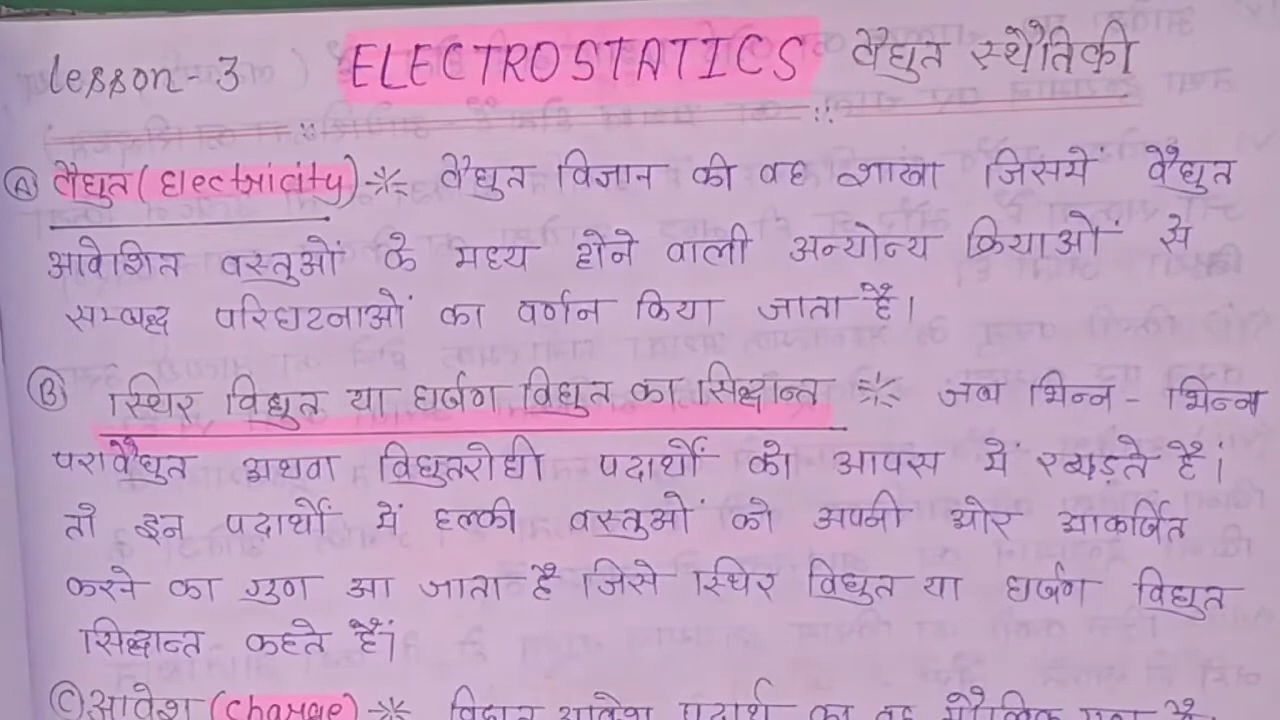 Lesson - 3 ELECTROSTATICS वैधुत स्थैतिकी
(A) वैधुत (Electricity) वैधुत विज्ञान की वह शाखा जिसमें वैधुत
आवेशित वस्तुओं के मध्य होने वाली अन्योन्य क्रियाओं से
सम्बद्ध परिघटनाओं का वर्णन किया जाता है।
(B) स्थिर विधुत या घर्जण विधुत का सिद्धान्त जब भिन्न - भिन्न
परावैधुत अथवा विधुतरोधी पदार्थो को आपस में रगड़ते है।
तो इन पदार्थो में हल्की वस्तुओं को अपनी ओर आकर्जित
करने का गुण आ जाता है जिसे स्थिर विधुत या घर्जण विधुत
सिद्धान्त कहते हैं।
(C) आवेश (Charge) विधुत आवेश पदार्थ का वह मौलिक गुण है